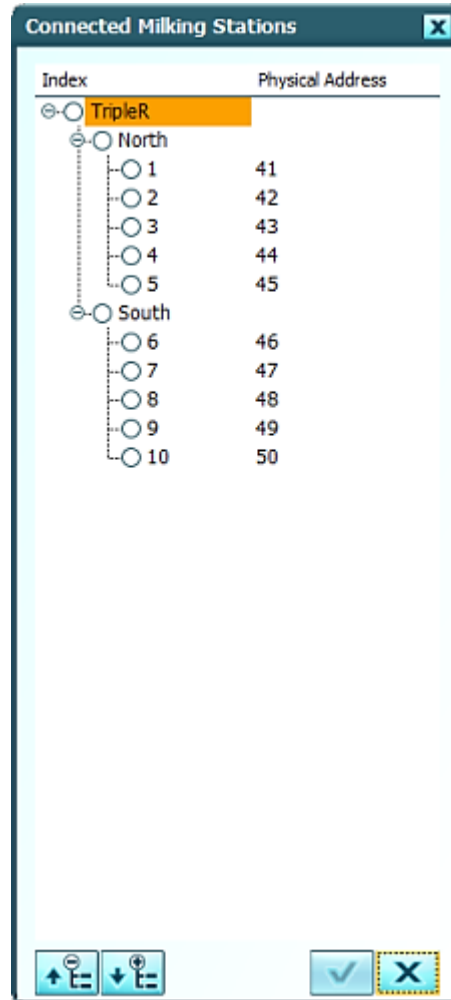 Connected Milking Stations
Index Physical Address
TripleR
North
1 41
2 42
3 43
4 44
5 45
South
6 46
7 47
8 48
9 49
10 50